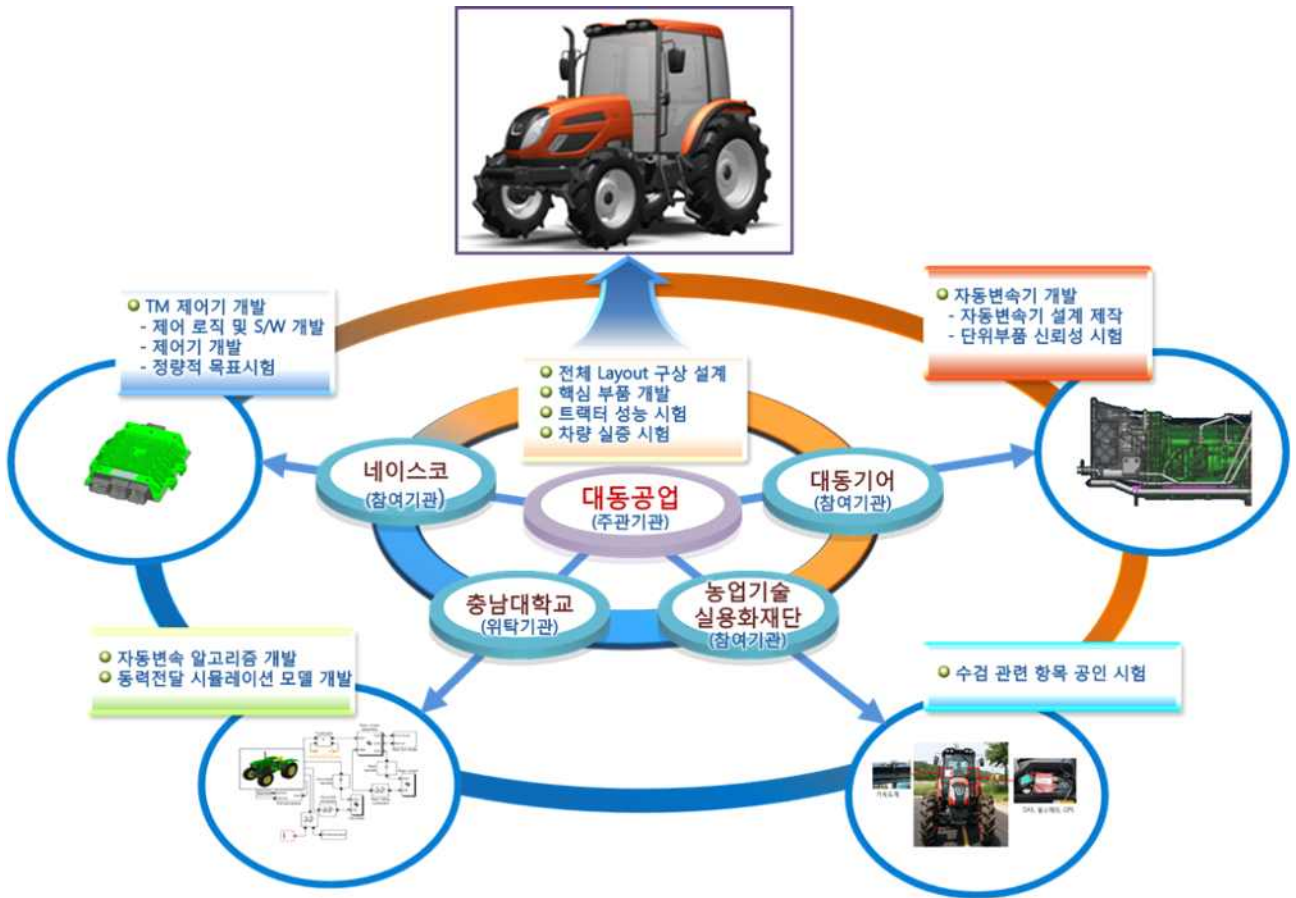 TM 제어기 개발
- 제어 로직 및 S/W 개발
- 제어기 개발
- 정량적 목표시험
자동변속기 개발
- 자동변속기 설계 제작
- 단위부품 신뢰성 시험
전체 Layout 구상 설계
핵심 부품 개발
트랙터 성능 시험
차량 실증 시험
네이스코
(참여기관)
대동공업
(주관기관)
대동기어
(참여기관)
충남대학교
(위탁기관)
농업기술
실용화재단
(참여기관)
자동변속 알고리즘 개발
동력전달 시뮬레이션 모델 개발
수검 관련 항목 공인 시험